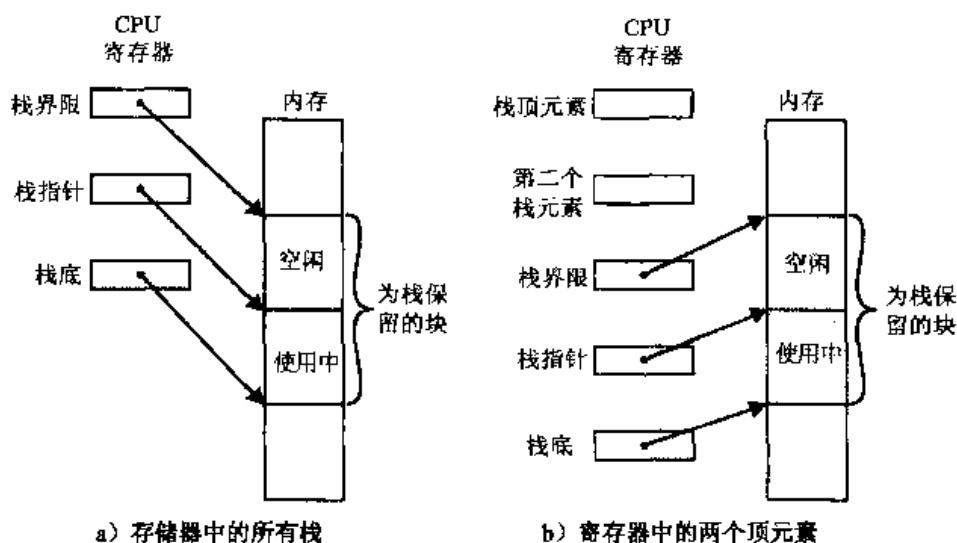 CPU
寄存器
栈界限
内存
栈指针
空闲
栈底
为栈保
留的块
使用中
a）存储器中的所有栈
CPU
寄存器
栈顶元素
内存
第二个
栈元素
栈界限
空闲
为栈保
留的块
栈指针
使用中
栈底
b）寄存器中的两个顶元素